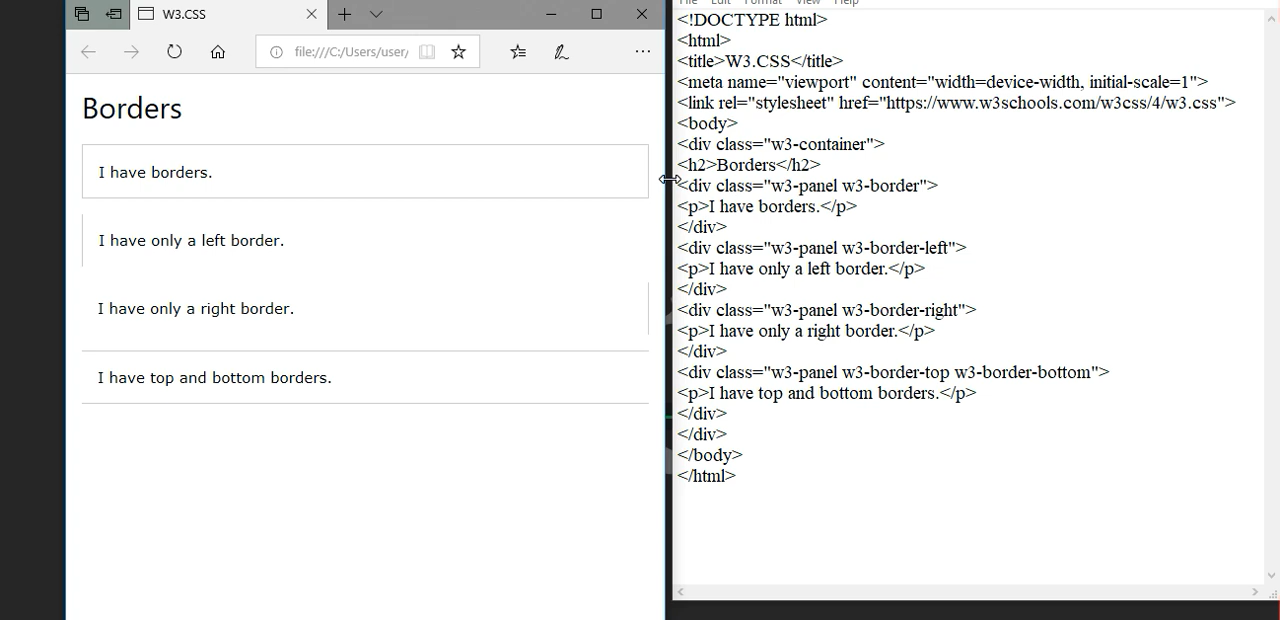 W3.CSS
file:///C:/Users/user/
Borders
I have borders.
I have only a left border.
I have only a right border.
I have top and bottom borders.
File Edit Format View Help
<!DOCTYPE html>
<html>
<title>W3.CSS</title>
<meta name="viewport" content="width=device-width, initial-scale=1">
<link rel="stylesheet" href="https://www.w3schools.com/w3css/4/w3.css">
<body>
<div class="w3-container">
<h2>Borders</h2>
<div class="w3-panel w3-border">
<p>I have borders.</p>
</div>
<div class="w3-panel w3-border-left">
<p>I have only a left border.</p>
</div>
<div class="w3-panel w3-border-right">
<p>I have only a right border.</p>
</div>
<div class="w3-panel w3-border-top w3-border-bottom">
<p>I have top and bottom borders.</p>
</div>
</div>
</body>
</html>